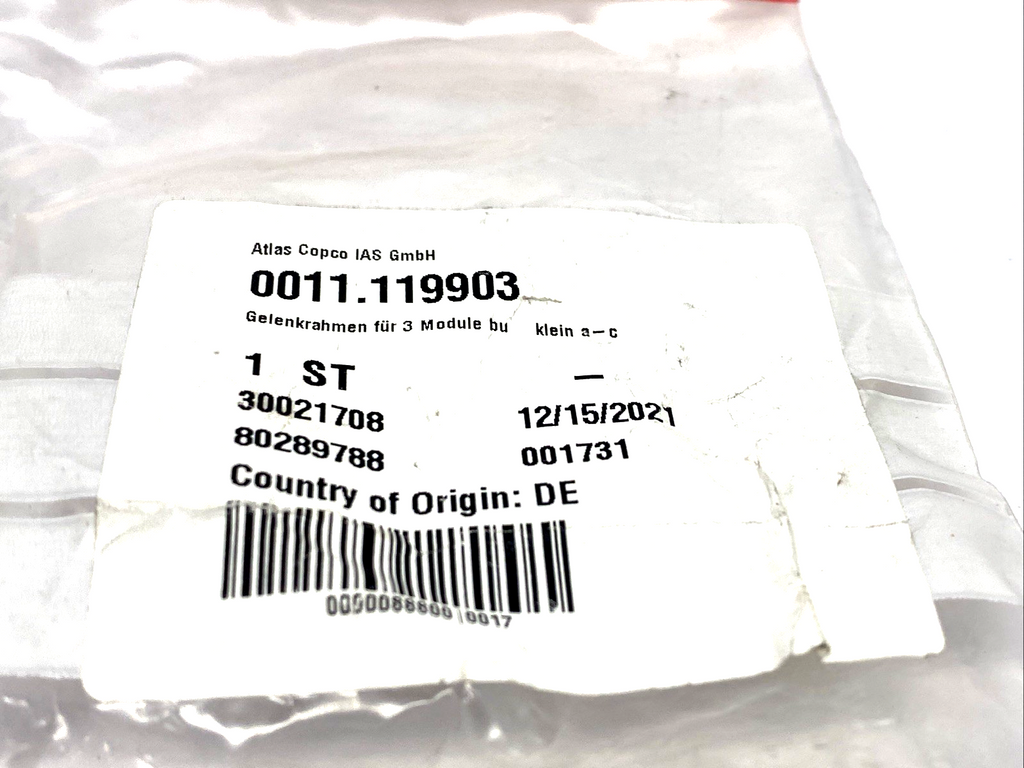 Atlas Copco IAS GmbH
0011.119903
Gelenkrahmen für 3 Module bu klein a-c
1 ST –
30021708 12/15/2021
80289788 001731
Country of Origin: DE